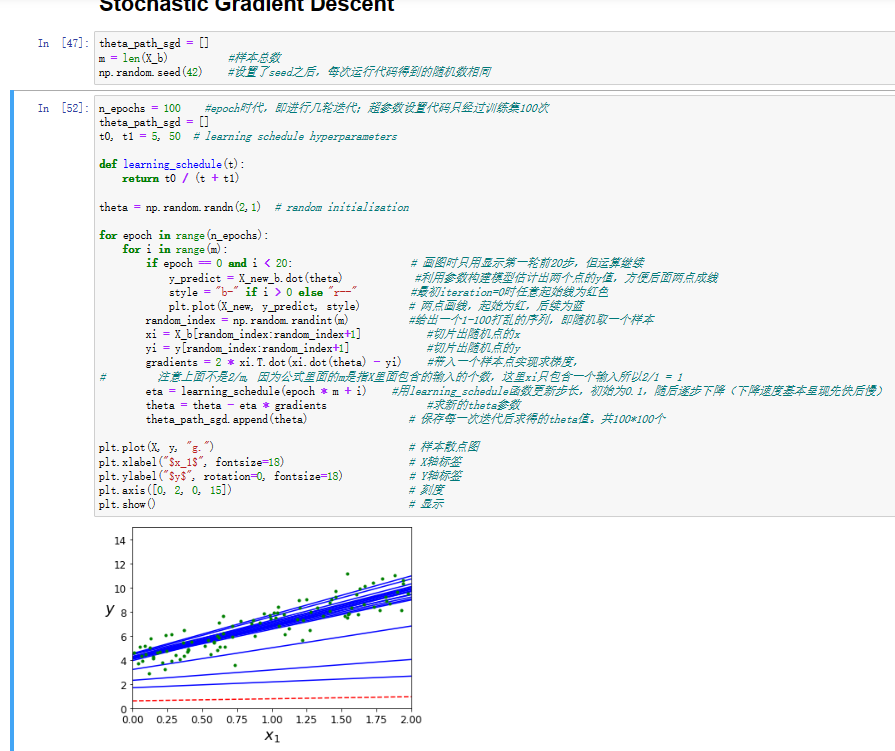 Stochastic Gradient Descent
In [47]: theta_path_sgd = []
m = len(X_b) #样本总数
np.random.seed(42) #设置了seed之后，每次运行代码得到的随机数相同
In [52]: n_epochs = 100 #epoch时代，即进行几轮迭代；超参数设置代码只经过训练集100次
theta_path_sgd = []
t0, t1 = 5, 50 # learning schedule hyperparameters
def learning_schedule(t):
return t0 / (t + t1)
theta = np.random.randn(2,1) # random initialization
for epoch in range(n_epochs):
for i in range(m):
if epoch == 0 and i < 20: # 画图时只用显示第一轮前20步，但运算继续
y_predict = X_new_b.dot(theta) #利用参数构建模型估计出两个点的y值，方便后面两点成线
style = "b-" if i > 0 else "r--" #最初iteration=0时任意起始线为红色
plt.plot(X_new, y_predict, style) # 两点画线，起始为红，后续为蓝
random_index = np.random.randint(m) #给出一个1-100打乱的序列，即随机取一个样本
xi = X_b[random_index:random_index+1] #切片出随机点的x
yi = y[random_index:random_index+1] #切片出随机点的y
gradients = 2 * xi.T.dot(xi.dot(theta) - yi) #带入一个样本点实现求梯度，
# 注意上面不是2/m，因为公式里面的m是指X里面包含的输入的个数，这里xi只包含一个输入所以2/1 = 1
eta = learning_schedule(epoch * m + i) #用learning_schedule函数更新步长，初始为0.1，随后逐步下降（下降速度基本呈现先快后慢）
theta = theta - eta * gradients #求新的theta参数
theta_path_sgd.append(theta) # 保存每一次迭代后求得的theta值。共100*100个
plt.plot(X, y, "g.") # 样本散点图
plt.xlabel("$x_1$", fontsize=18) # X轴标签
plt.ylabel("$y$", rotation=0, fontsize=18) # Y轴标签
plt.axis([0, 2, 0, 15]) # 刻度
plt.show() # 显示
14
12
10
y 8
6
4
2
0
0.00 0.25 0.50 0.75 1.00 1.25 1.50 1.75 2.00
x₁